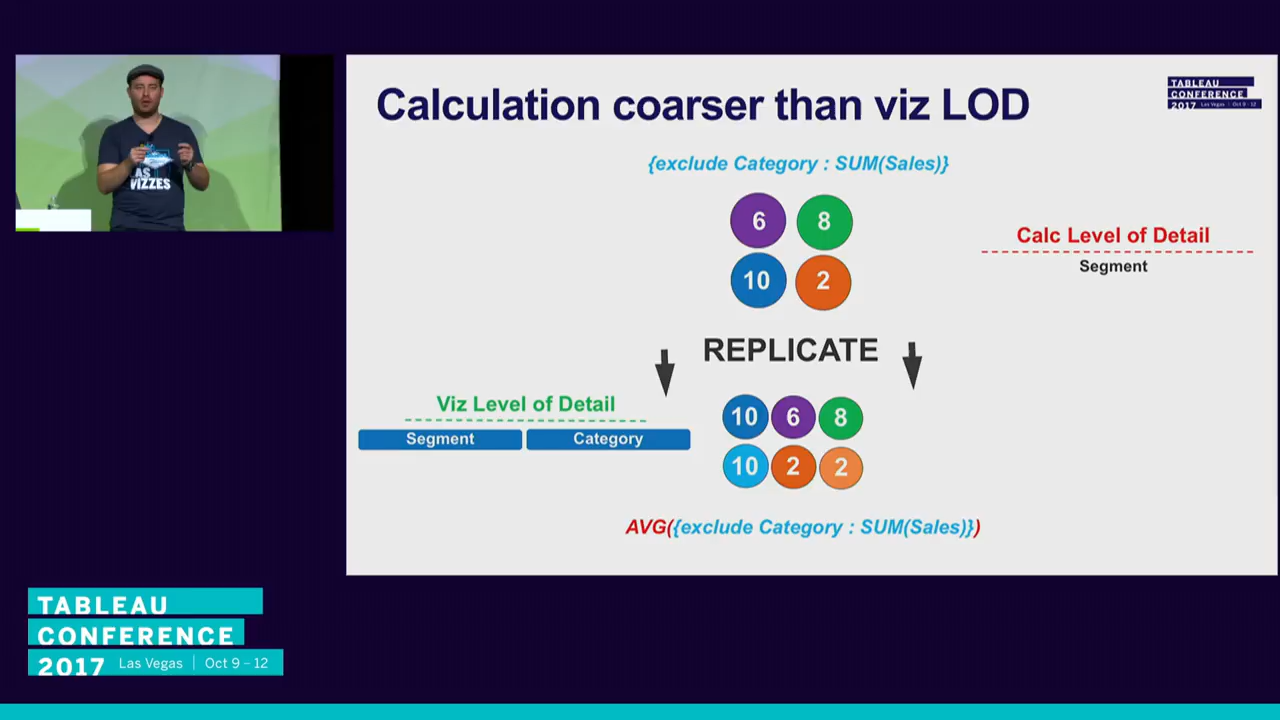 AS
VIZZES
Calculation coarser than viz LOD
TABLEAU
CONFERENCE
2017 Las Vegas | Oct 9 - 12
{exclude Category : SUM(Sales)}
6 8
10 2
Calc Level of Detail
Segment
REPLICATE
Viz Level of Detail
Segment Category
10 6 8
10 2 2
AVG({exclude Category : SUM(Sales)})
TABLEAU
CONFERENCE
2017 Las Vegas | Oct 9 – 12